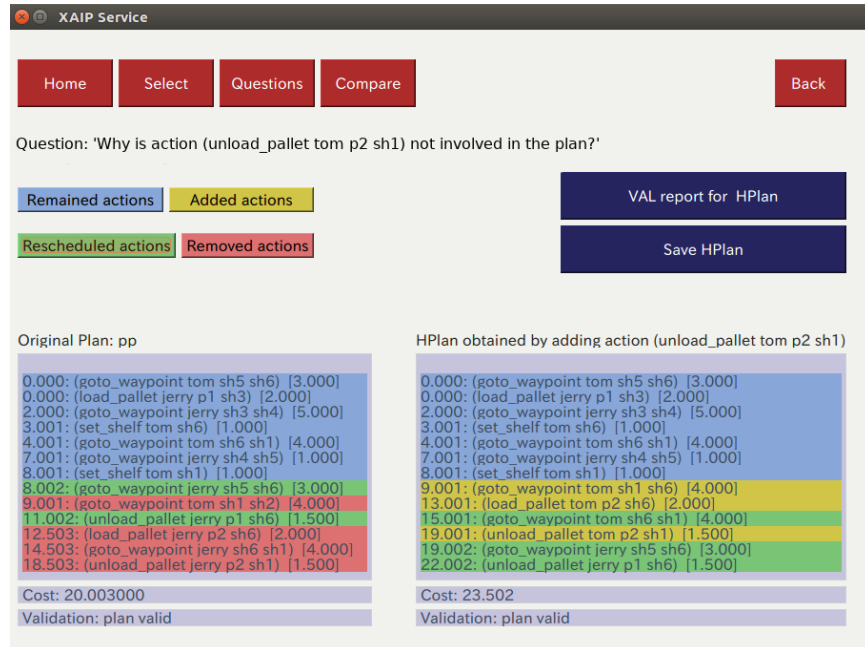 XAIP Service
Home Select Questions Compare Back
Question: 'Why is action (unload_pallet tom p2 sh1) not involved in the plan?'
Remained actions Added actions
VAL report for HPlan
Rescheduled actions Removed actions
Save HPlan
Original Plan: pp
0.000: (goto_waypoint tom sh5 sh6) [3.000]
0.000: (load_pallet jerry p1 sh3) [2.000]
2.000: (goto_waypoint jerry sh3 sh4) [5.000]
3.001: (set_shelf tom sh6) [1.000]
4.001: (goto_waypoint tom sh6 sh1) [4.000]
7.001: (goto_waypoint jerry sh4 sh5) [1.000]
8.001: (set_shelf tom sh1) [1.000]
8.002: (goto_waypoint jerry sh5 sh6) [3.000]
9.001: (goto_waypoint tom sh1 sh2) [4.000]
11.002: (unload_pallet jerry p1 sh6) [1.500]
12.503: (load_pallet jerry p2 sh6) [2.000]
14.503: (goto_waypoint jerry sh6 sh1) [4.000]
18.503: (unload_pallet jerry p2 sh1) [1.500]
Cost: 20.003000
Validation: plan valid
HPlan obtained by adding action (unload_pallet tom p2 sh1)
0.000: (goto_waypoint tom sh5 sh6) [3.000]
0.000: (load_pallet jerry p1 sh3) [2.000]
2.000: (goto_waypoint jerry sh3 sh4) [5.000]
3.001: (set_shelf tom sh6) [1.000]
4.001: (goto_waypoint tom sh6 sh1) [4.000]
7.001: (goto_waypoint jerry sh4 sh5) [1.000]
8.001: (set_shelf tom sh1) [1.000]
9.001: (goto_waypoint tom sh1 sh6) [4.000]
13.001: (load_pallet tom p2 sh6) [2.000]
15.001: (goto_waypoint tom sh6 sh1) [4.000]
19.001: (unload_pallet tom p2 sh1) [1.500]
19.002: (goto_waypoint jerry sh5 sh6) [3.000]
22.002: (unload_pallet jerry p1 sh6) [1.500]
Cost: 23.502
Validation: plan valid